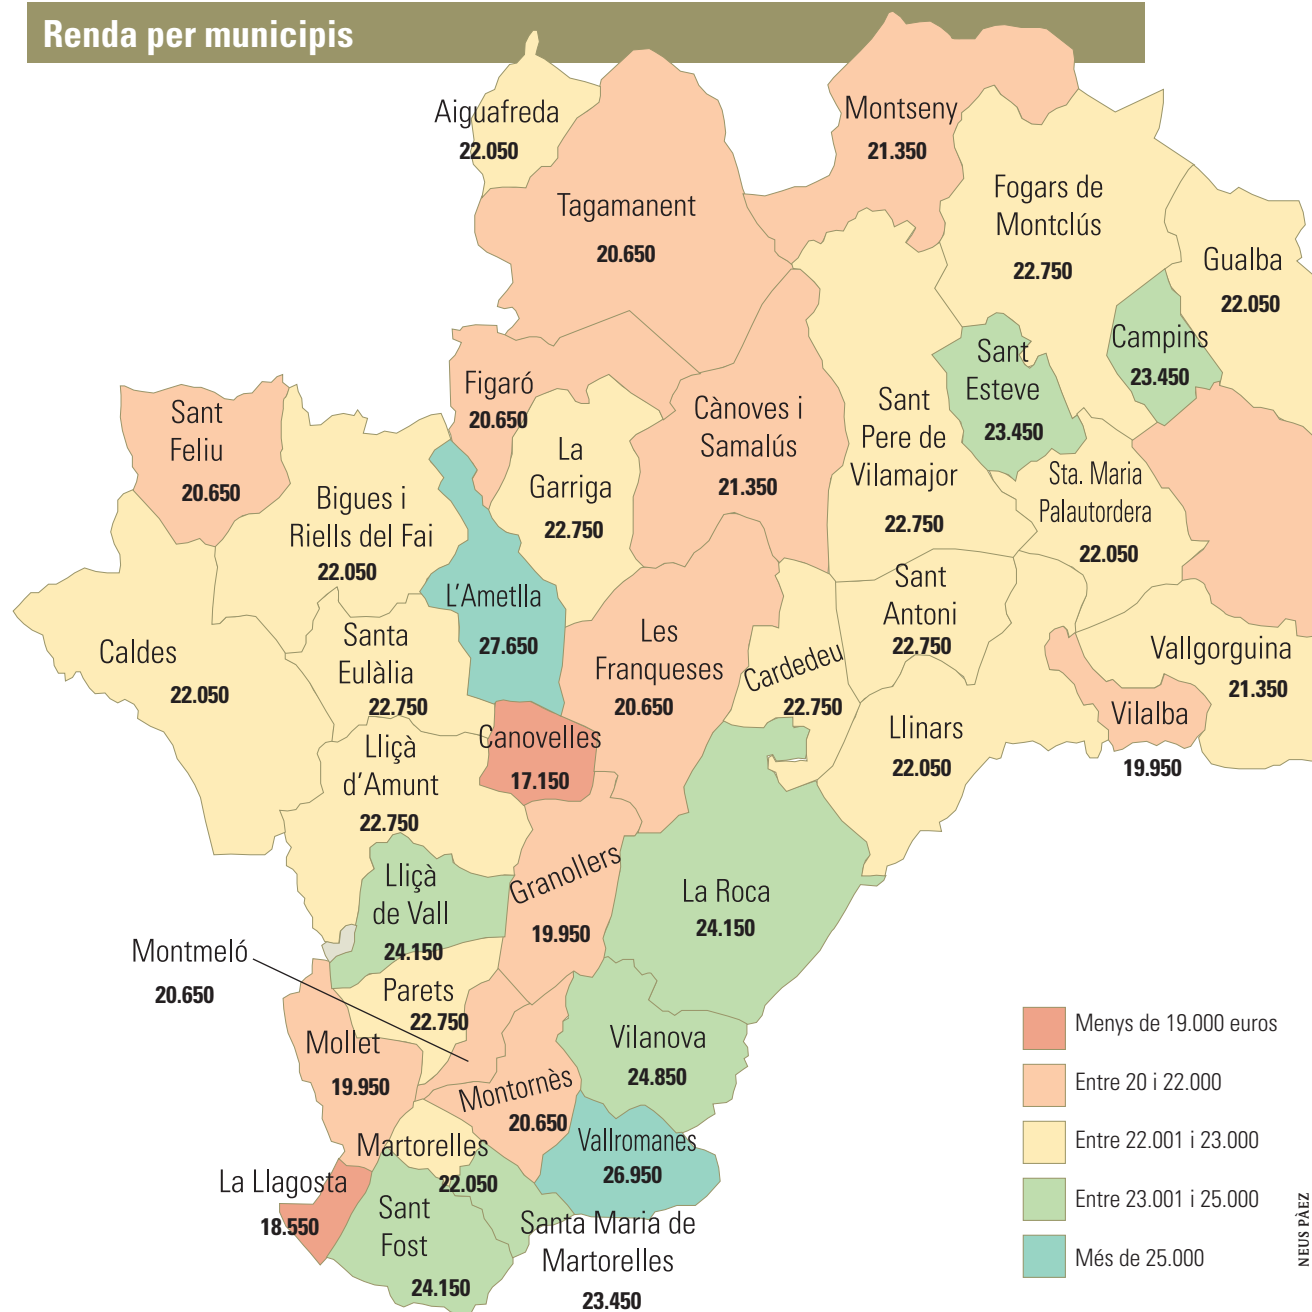 Renda per municipis
Aiguafreda
22.050
Tagamanent
20.650
Montseny
21.350
Fogars de
Montclús
22.750
Gualba
22.050
Campins
23.450
Sant
Esteve
23.450
Figaró
20.650
Sant
Feliu
20.650
La
Garriga
22.750
Cànoves i
Samalús
21.350
Sant
Pere de
Vilamajor
22.750
Sta. Maria
Palautordera
22.050
Bigues i
Riells del Fai
22.050
L'Ametlla
27.650
Sant
Antoni
22.750
Caldes
22.050
Santa
Eulàlia
22.750
Les
Franqueses
20.650
Cardedeu
22.750
Vallgorguina
21.350
Vilalba
19.950
Llinars
22.050
Canovelles
17.150
Lliçà
d'Amunt
22.750
Granollers
19.950
La Roca
24.150
Lliçà
de Vall
24.150
Montmeló
20.650
Parets
22.750
Mollet
19.950
Vilanova
24.850
Montornès
20.650
Martorelles
22.050
Vallromanes
26.950
La Llagosta
18.550
Sant
Fost
24.150
Santa Maria de
Martorelles
23.450
Menys de 19.000 euros
Entre 20 i 22.000
Entre 22.001 i 23.000
Entre 23.001 i 25.000
Més de 25.000
NEUS PÀEZ